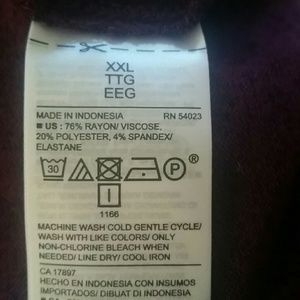 XXL
TTG
EEG
MADE IN INDONESIA RN 54023
■ US : 76% RAYON/ VISCOSE,
20% POLYESTER, 4% SPANDEX/
ELASTANE
30 P
I
1166
MACHINE WASH COLD GENTLE CYCLE/
WASH WITH LIKE COLORS/ ONLY
NON-CHLORINE BLEACH WHEN
NEEDED/ LINE DRY/ COOL IRON
CA 17897
HECHO EN INDONESIA CON INSUMOS
IMPORTADOS/ DIBUAT DI INDONESIA